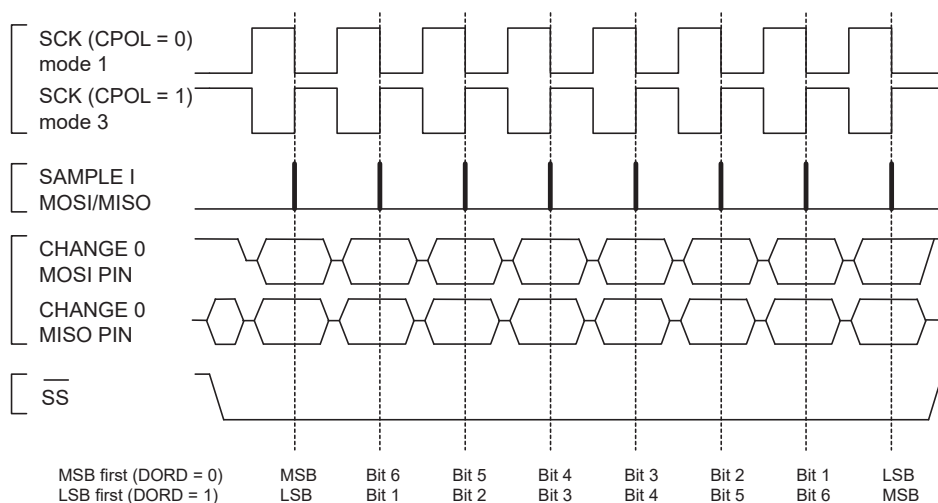 SCK (CPOL = 0)
mode 1
SCK (CPOL = 1)
mode 3
SAMPLE I
MOSI/MISO
CHANGE 0
MOSI PIN
CHANGE 0
MISO PIN
SS
MSB first (DORD = 0) MSB Bit 6 Bit 5 Bit 4 Bit 3 Bit 2 Bit 1 LSB
LSB first (DORD = 1) LSB Bit 1 Bit 2 Bit 3 Bit 4 Bit 5 Bit 6 MSB